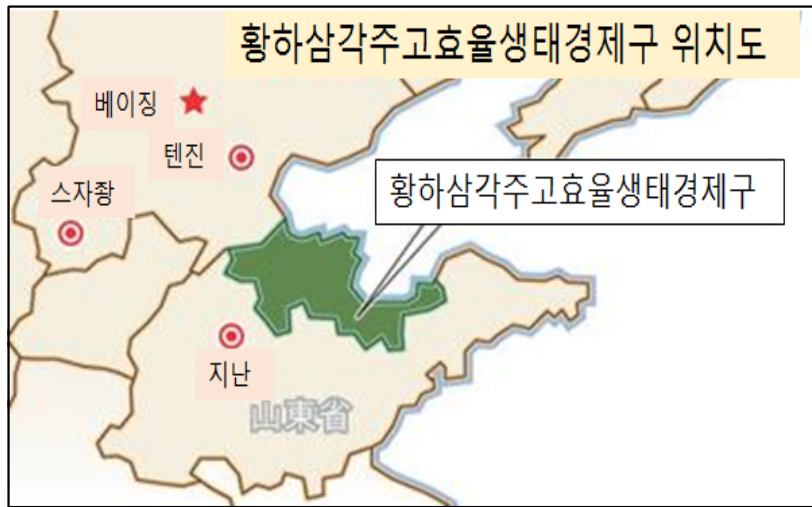 황하삼각주고효율생태경제구 위치도
베이징
텐진
스자좡
황하삼각주고효율생태경제구
지난
山東省